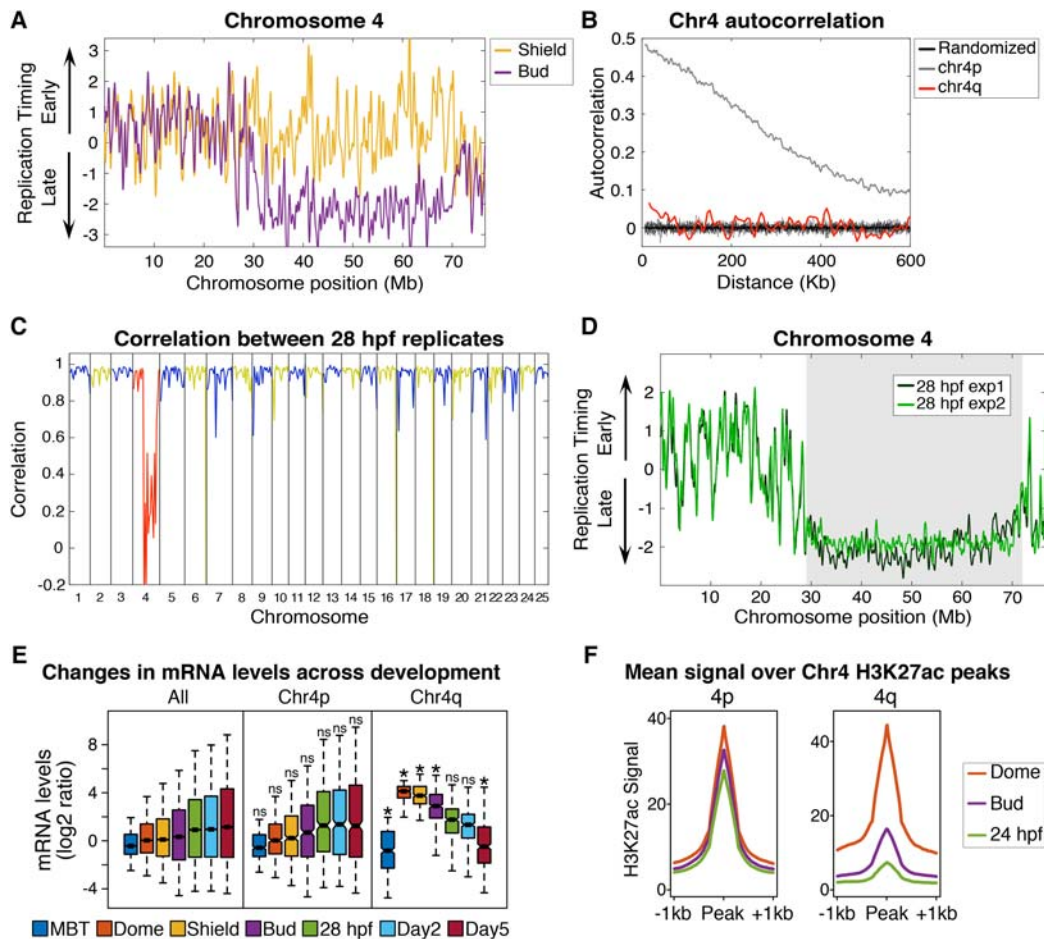 A
Chromosome 4
Replication Timing
Late
Early
3
2
1
0
-1
-2
-3
10 20 30 40 50 60 70
Chromosome position (Mb)
Shield
Bud
B
Chr4 autocorrelation
Autocorrelation
0.5
0.4
0.3
0.2
0.1
0
0 200 400 600
Distance (Kb)
Randomized
chr4p
chr4q
C
Correlation between 28 hpf replicates
Correlation
1
0.8
0.6
0.4
0.2
0
-0.2
1 2 3 4 5 6 7 8 9 10 11 12 13 14 15 16 17 18 19 20 21 22 23 24 25
Chromosome
D
Chromosome 4
Replication Timing
Late
Early
2
1
0
-1
-2
10 20 30 40 50 60 70
Chromosome position (Mb)
28 hpf exp1
28 hpf exp2
E
Changes in mRNA levels across development
All Chr4p Chr4q
mRNA levels
(log2 ratio)
8
4
0
-4
ns ns ns ns ns ns ns
* * * * ns ns *
MBT Dome Shield Bud 28 hpf Day2 Day5
F
Mean signal over Chr4 H3K27ac peaks
4p 4q
H3K27ac Signal
40
20
0
40
20
0
-1kb Peak +1kb
-1kb Peak +1kb
Dome
Bud
24 hpf